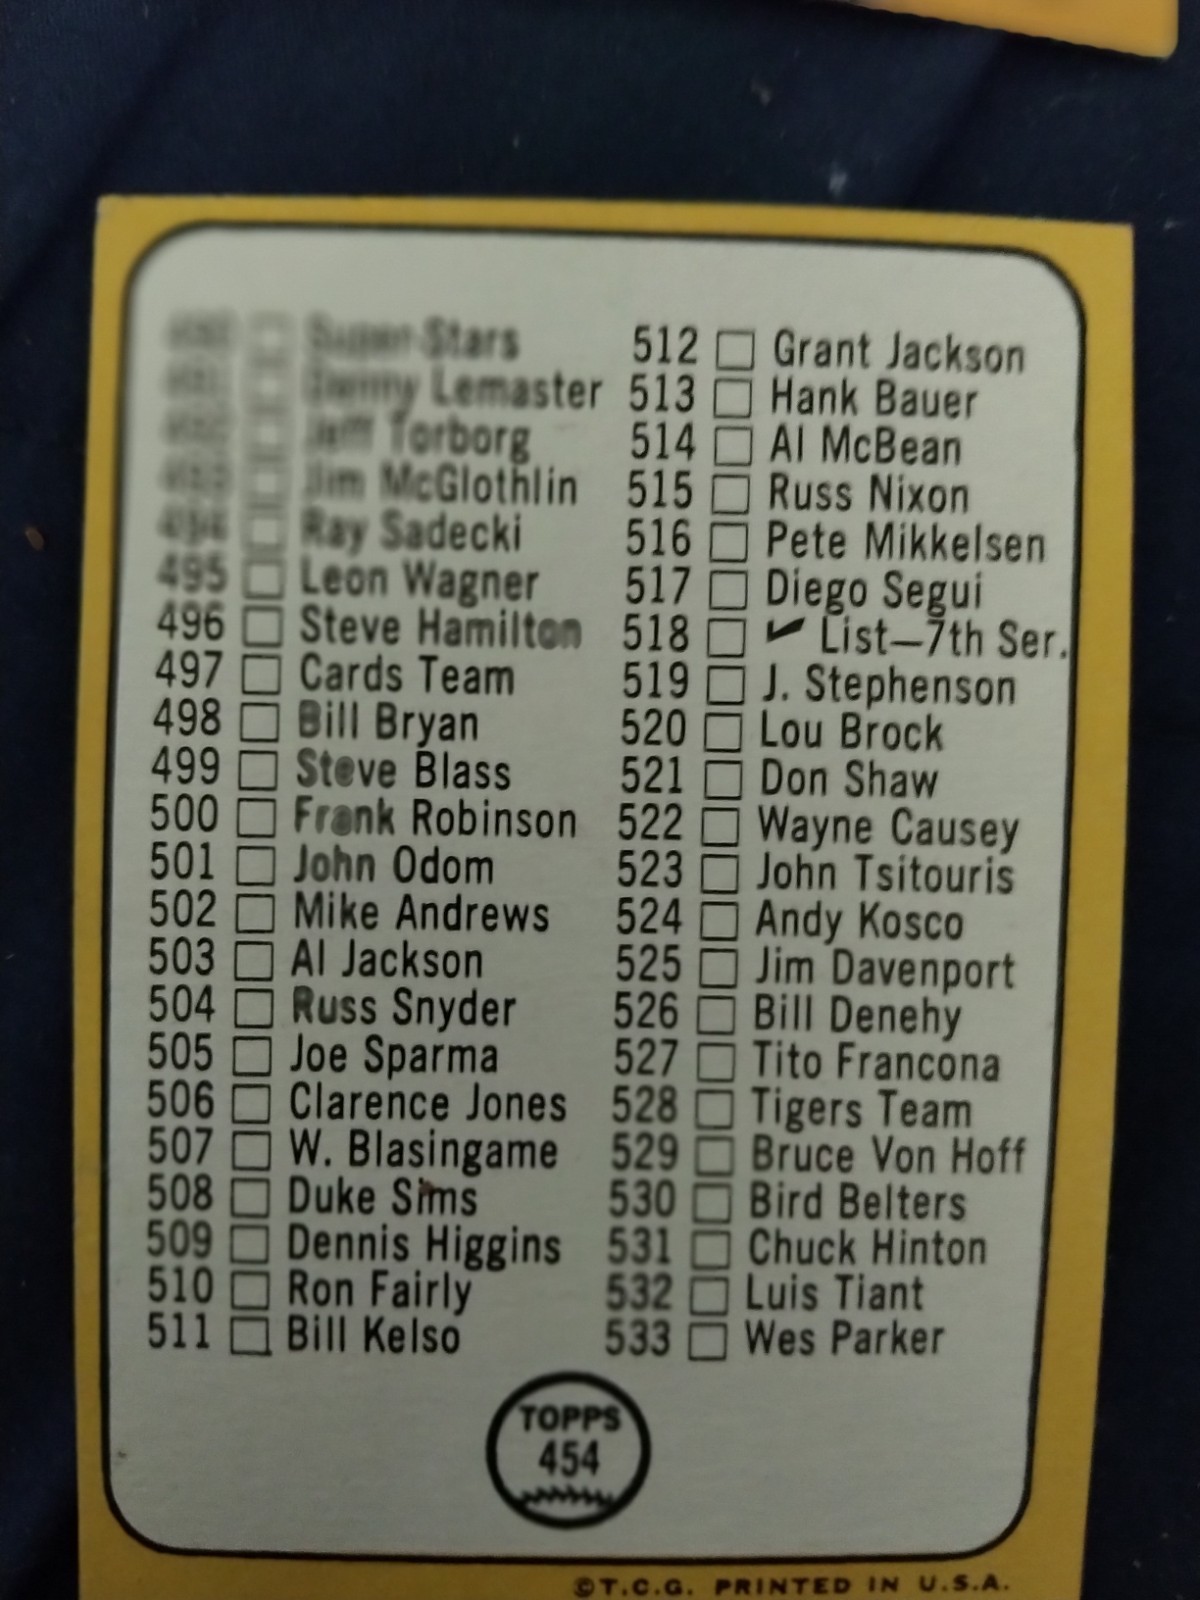 Super Stars
Denny Lemaster
Jeff Torborg
Jim McGlothlin
494 Ray Sadecki
495 Leon Wagner
496 Steve Hamilton
497 Cards Team
498 Bill Bryan
499 Steve Blass
500 Frank Robinson
501 John Odom
502 Mike Andrews
503 Al Jackson
504 Russ Snyder
505 Joe Sparma
506 Clarence Jones
507 W. Blasingame
508 Duke Sims
509 Dennis Higgins
510 Ron Fairly
511 Bill Kelso
512 Grant Jackson
513 Hank Bauer
514 Al McBean
515 Russ Nixon
516 Pete Mikkelsen
517 Diego Segui
518 ✔ List—7th Ser.
519 J. Stephenson
520 Lou Brock
521 Don Shaw
522 Wayne Causey
523 John Tsitouris
524 Andy Kosco
525 Jim Davenport
526 Bill Denehy
527 Tito Francona
528 Tigers Team
529 Bruce Von Hoff
530 Bird Belters
531 Chuck Hinton
532 Luis Tiant
533 Wes Parker
TOPPS
454
©T.C.G. PRINTED IN U.S.A.